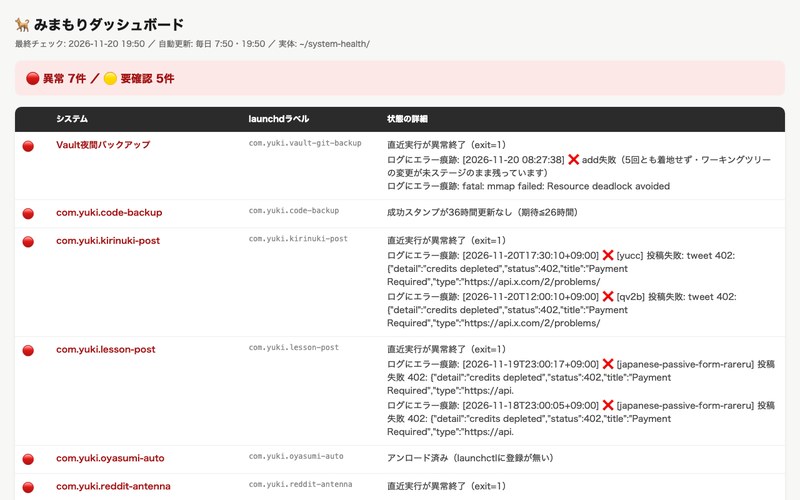 みまもりダッシュボード
最終チェック: 2026-11-20 19:50 ／ 自動更新: 毎日 7:50・19:50 ／ 実体: ~/system-health/
異常 7件 ／ 要確認 5件
システム launchdラベル 状態の詳細
Vault夜間バックアップ com.yuki.vault-git-backup 直近実行が異常終了（exit=1）
ログにエラー痕跡: [2026-11-20 08:27:38] ❌ add失敗（5回とも着地せず・ワーキングツリー
の変更が未ステージのまま残っています）
ログにエラー痕跡: fatal: mmap failed: Resource deadlock avoided
com.yuki.code-backup com.yuki.code-backup 成功スタンプが36時間更新なし（期待≦26時間）
com.yuki.kirinuki-post com.yuki.kirinuki-post 直近実行が異常終了（exit=1）
ログにエラー痕跡: [2026-11-20T17:30:10+09:00] ❌ [yucc] 投稿失敗: tweet 402:
{"detail":"credits depleted","status":402,"title":"Payment
Required","type":"https://api.x.com/2/problems/
ログにエラー痕跡: [2026-11-20T12:00:10+09:00] ❌ [qv2b] 投稿失敗: tweet 402:
{"detail":"credits depleted","status":402,"title":"Payment
Required","type":"https://api.x.com/2/problems/
com.yuki.lesson-post com.yuki.lesson-post 直近実行が異常終了（exit=1）
ログにエラー痕跡: [2026-11-19T23:00:17+09:00] ❌ [japanese-passive-form-rareru] 投稿
失敗 402: {"detail":"credits depleted","status":402,"title":"Payment
Required","type":"https://api.
ログにエラー痕跡: [2026-11-18T23:00:05+09:00] ❌ [japanese-passive-form-rareru] 投稿
失敗 402: {"detail":"credits depleted","status":402,"title":"Payment
Required","type":"https://api.
com.yuki.oyasumi-auto com.yuki.oyasumi-auto アンロード済み（launchctlに登録が無い）
com.yuki.reddit-antenna com.yuki.reddit-antenna 直近実行が異常終了（exit=1）